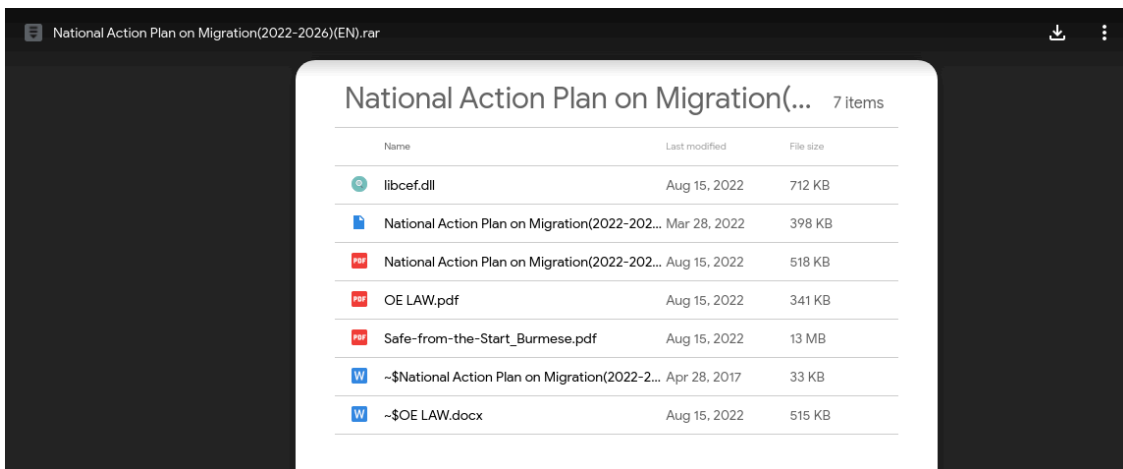 National Action Plan on Migration(2022-2026)(EN).rar
National Action Plan on Migration(... 7 items
Name Last modified File size
libcef.dll Aug 15, 2022 712 KB
National Action Plan on Migration(2022-202... Mar 28, 2022 398 KB
PDF National Action Plan on Migration(2022-202... Aug 15, 2022 518 KB
PDF OE LAW.pdf Aug 15, 2022 341 KB
PDF Safe-from-the-Start_Burmese.pdf Aug 15, 2022 13 MB
W ~$National Action Plan on Migration(2022-2... Apr 28, 2017 33 KB
W ~$OE LAW.docx Aug 15, 2022 515 KB